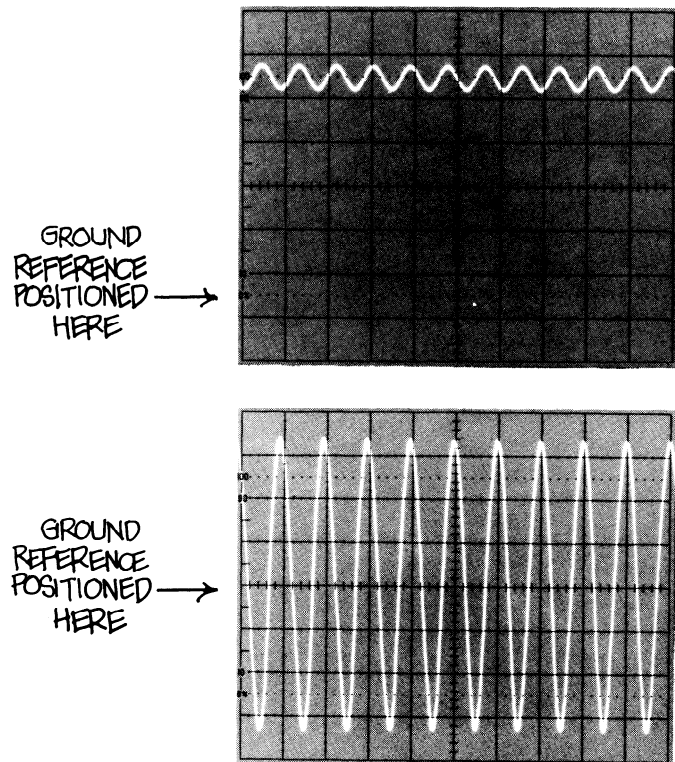 GROUND
REFERENCE
POSITIONED
HERE
GROUND
REFERENCE
POSITIONED
HERE